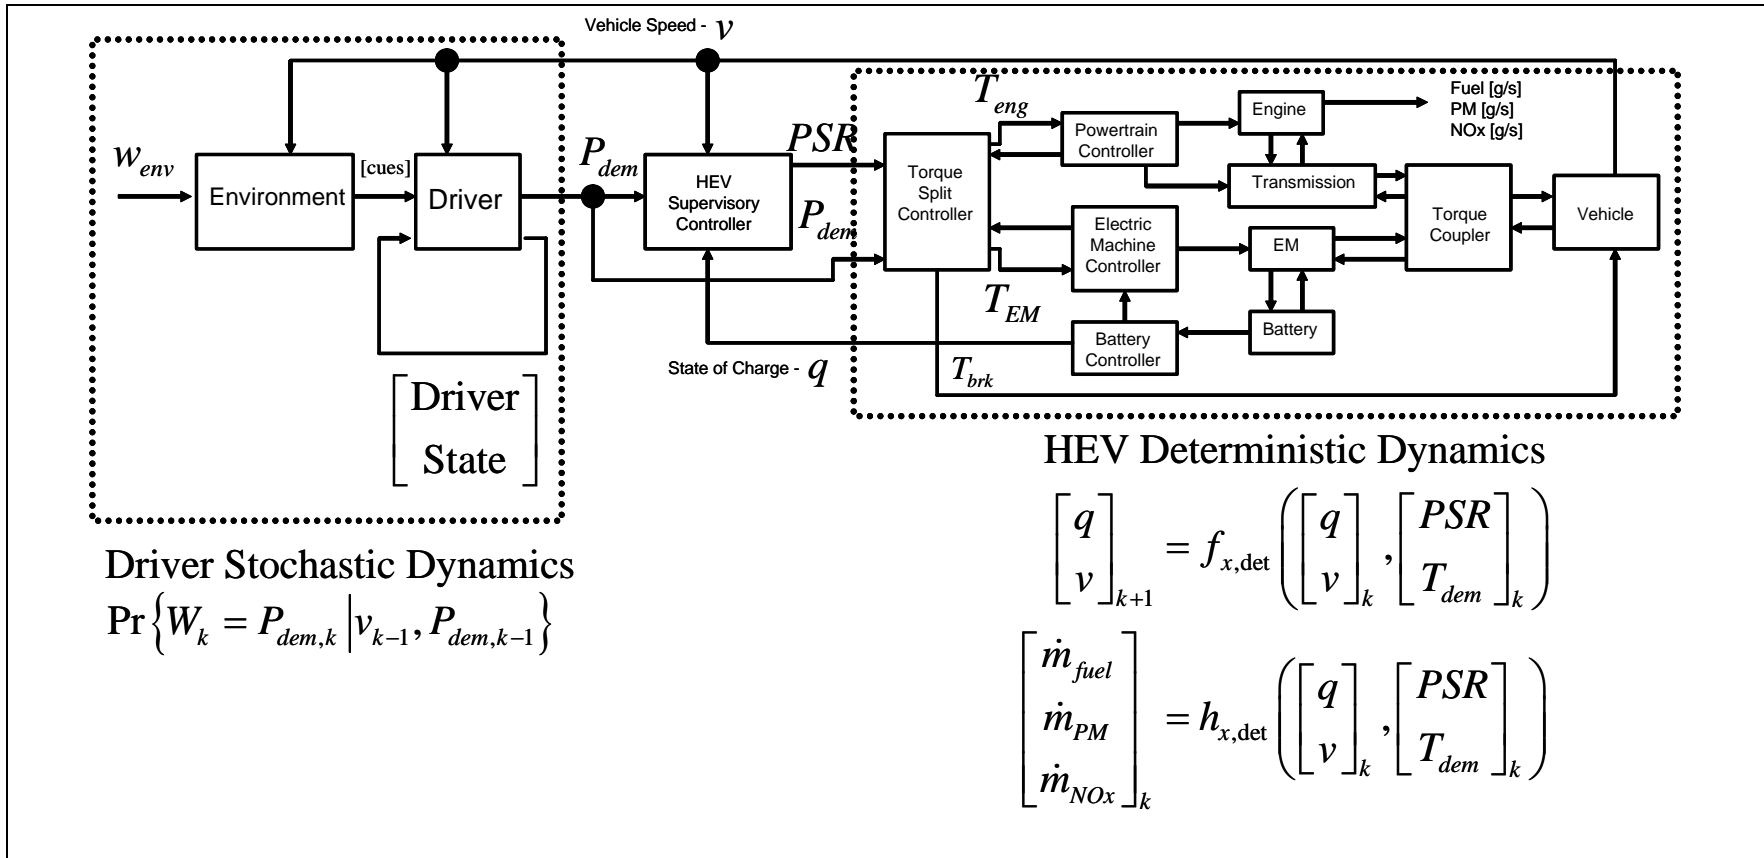 Vehicle Speed - v
w_env
Environment
[cues]
Driver
P_dem
HEV
Supervisory
Controller
PSR
P_dem
State of Charge - q
[Driver
State]
Driver Stochastic Dynamics
Pr{W_k = P_dem,k | v_k−1, P_dem,k−1}
T_eng
Torque
Split
Controller
T_EM
T_brk
Powertrain
Controller
Engine
Fuel [g/s]
PM [g/s]
NOx [g/s]
Transmission
Electric
Machine
Controller
EM
Battery
Controller
Battery
Torque
Coupler
Vehicle
HEV Deterministic Dynamics
[q v]_k+1 = f_x,det([q v]_k, [PSR T_dem]_k)
[ṁ_fuel ṁ_PM ṁ_NOx]_k = h_x,det([q v]_k, [PSR T_dem]_k)